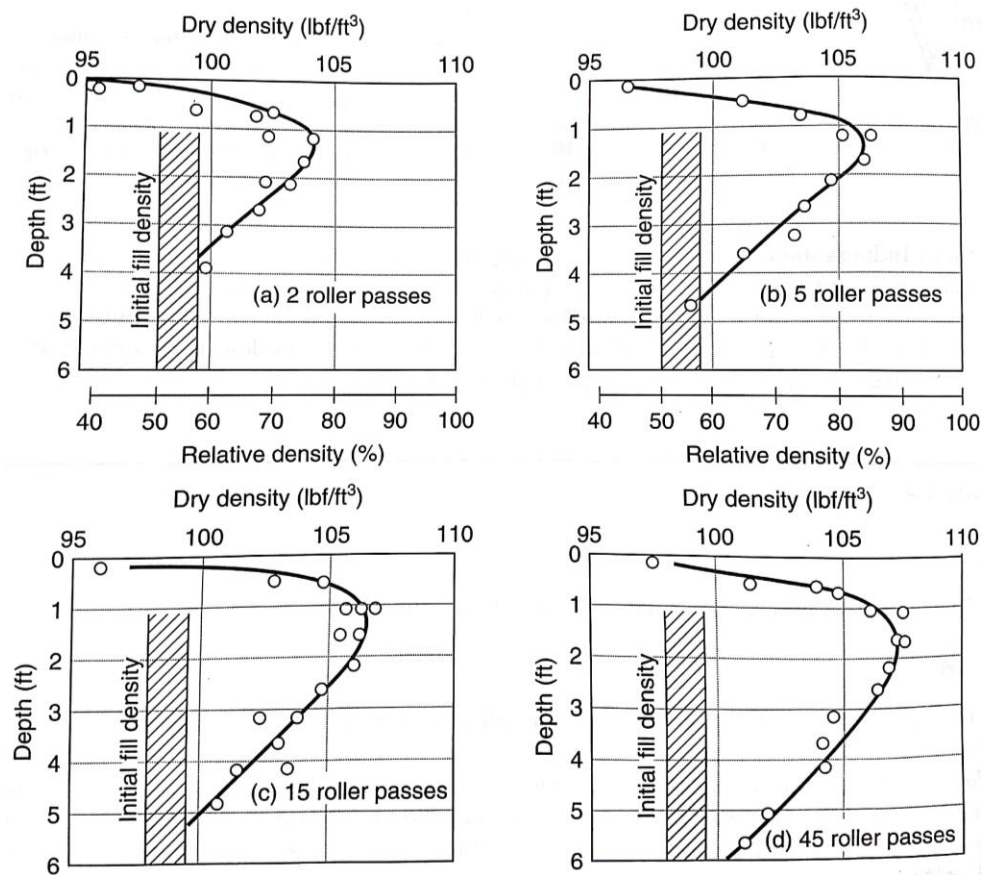 Dry density (lbf/ft³)
95 100 105 110
0
1
2
3
4
5
6
Depth (ft)
Initial fill density
(a) 2 roller passes
40 50 60 70 80 90 100
Relative density (%)
Dry density (lbf/ft³)
95 100 105 110
0
1
2
3
4
5
6
Depth (ft)
Initial fill density
(b) 5 roller passes
40 50 60 70 80 90 100
Relative density (%)
Dry density (lbf/ft³)
95 100 105 110
0
1
2
3
4
5
6
Depth (ft)
Initial fill density
(c) 15 roller passes
Dry density (lbf/ft³)
95 100 105 110
0
1
2
3
4
5
6
Depth (ft)
Initial fill density
(d) 45 roller passes